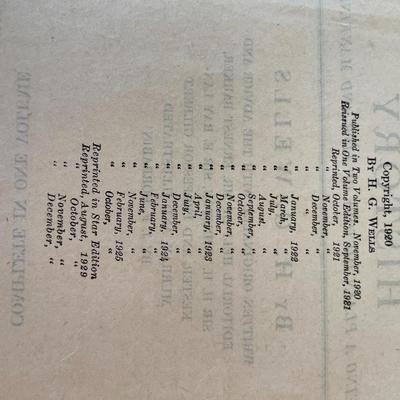 Copyright, 1920
By H. G. Wells
Published in Two Volumes, November, 1920
Reissued in One Volume Edition, September, 1921
Reprinted, October, 1921
" November, "
" December, "
" January, 1922
" March, "
" July, "
" August, "
" September, "
" October, "
" November, "
" December, "
" January, 1923
" April, "
" July, "
" December, "
" January, 1924
" February, "
" June, "
" November, "
" February, 1925
" October, "
Reprinted in Star Edition
Reprinted, August, 1929
" October, "
" November, "
" December, "